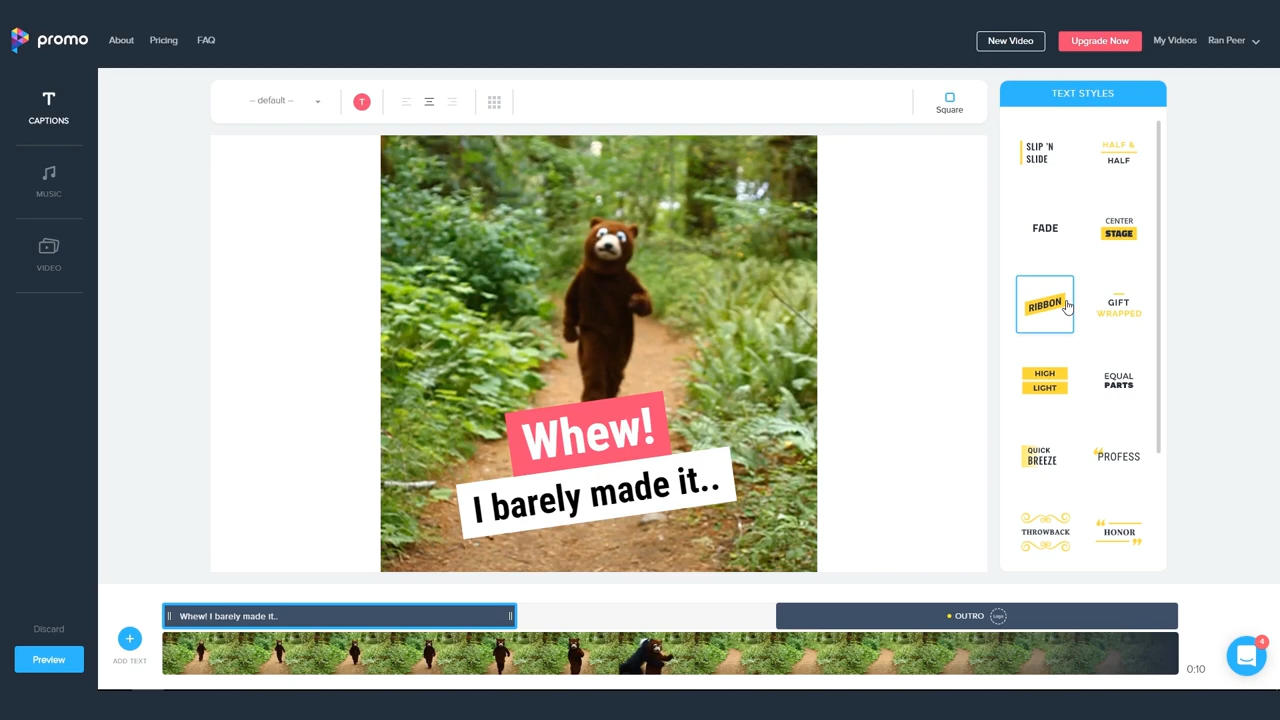 promo
About
Pricing
FAQ
New Video
Upgrade Now
My Videos
Ran Peer
T
CAPTIONS
MUSIC
VIDEO
-- default --
T
Square
TEXT STYLES
SLIP 'N
SLIDE
HALF &
HALF
FADE
CENTER
STAGE
RIBBON
GIFT
WRAPPED
HIGH
LIGHT
EQUAL
PARTS
QUICK
BREEZE
“PROFESS
THROWBACK
“HONOR”
Whew!
I barely made it..
Discard
Preview
+
ADD TEXT
Whew! I barely made it..
OUTRO
Logo
0:10
4